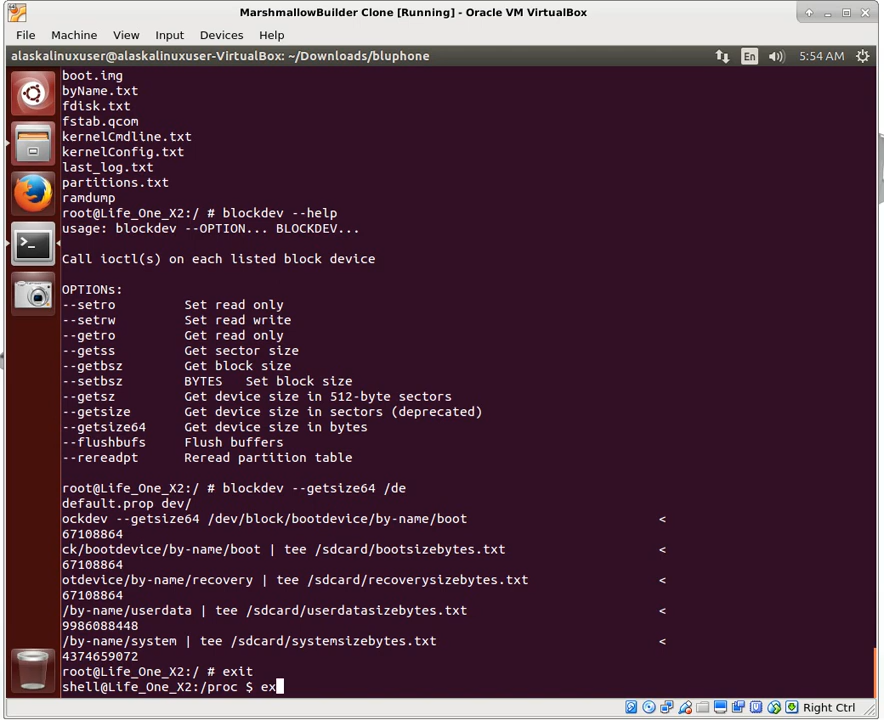 MarshmallowBuilder Clone [Running] - Oracle VM VirtualBox
File Machine View Input Devices Help
alaskalinuxuser@alaskalinuxuser-VirtualBox: ~/Downloads/bluphone En 5:54 AM
boot.img
byName.txt
fdisk.txt
fstab.qcom
kernelCmdline.txt
kernelConfig.txt
last_log.txt
partitions.txt
ramdump
root@Life_One_X2:/ # blockdev --help
usage: blockdev --OPTION... BLOCKDEV...
Call ioctl(s) on each listed block device
OPTIONs:
--setro Set read only
--setrw Set read write
--getro Get read only
--getss Get sector size
--getbsz Get block size
--setbsz BYTES Set block size
--getsz Get device size in 512-byte sectors
--getsize Get device size in sectors (deprecated)
--getsize64 Get device size in bytes
--flushbufs Flush buffers
--rereadpt Reread partition table
root@Life_One_X2:/ # blockdev --getsize64 /de
default.prop dev/
ockdev --getsize64 /dev/block/bootdevice/by-name/boot <
67108864
ck/bootdevice/by-name/boot | tee /sdcard/bootsizebytes.txt <
67108864
otdevice/by-name/recovery | tee /sdcard/recoverysizebytes.txt <
67108864
/by-name/userdata | tee /sdcard/userdatasizebytes.txt <
9986088448
/by-name/system | tee /sdcard/systemsizebytes.txt <
4374659072
root@Life_One_X2:/ # exit
shell@Life_One_X2:/proc $ ex
Right Ctrl